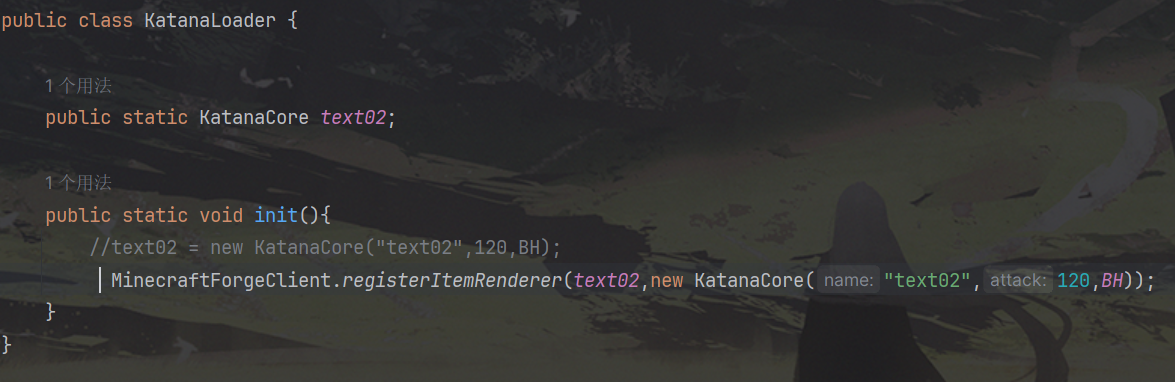 public class KatanaLoader {
1 个用法
public static KatanaCore text02;
1 个用法
public static void init(){
//text02 = new KatanaCore("text02",120,BH);
MinecraftForgeClient.registerItemRenderer(text02,new KatanaCore( name: "text02", attack: 120,BH));
}
}